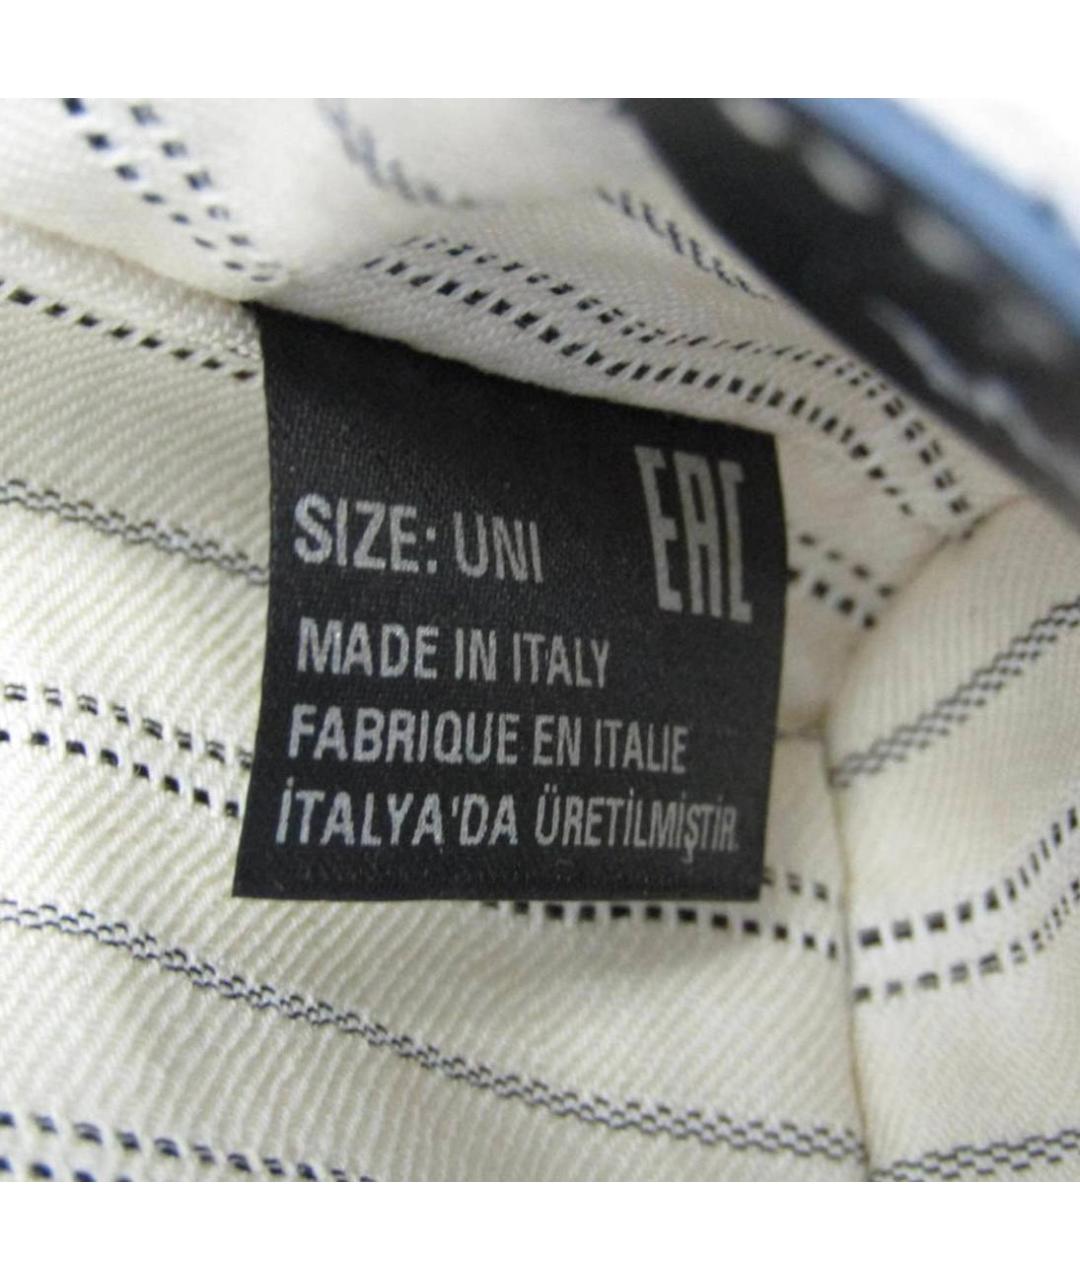 SIZE: UNI
EAC
MADE IN ITALY
FABRIQUE EN ITALIE
İTALYA'DA ÜRETİLMİŞTİR.